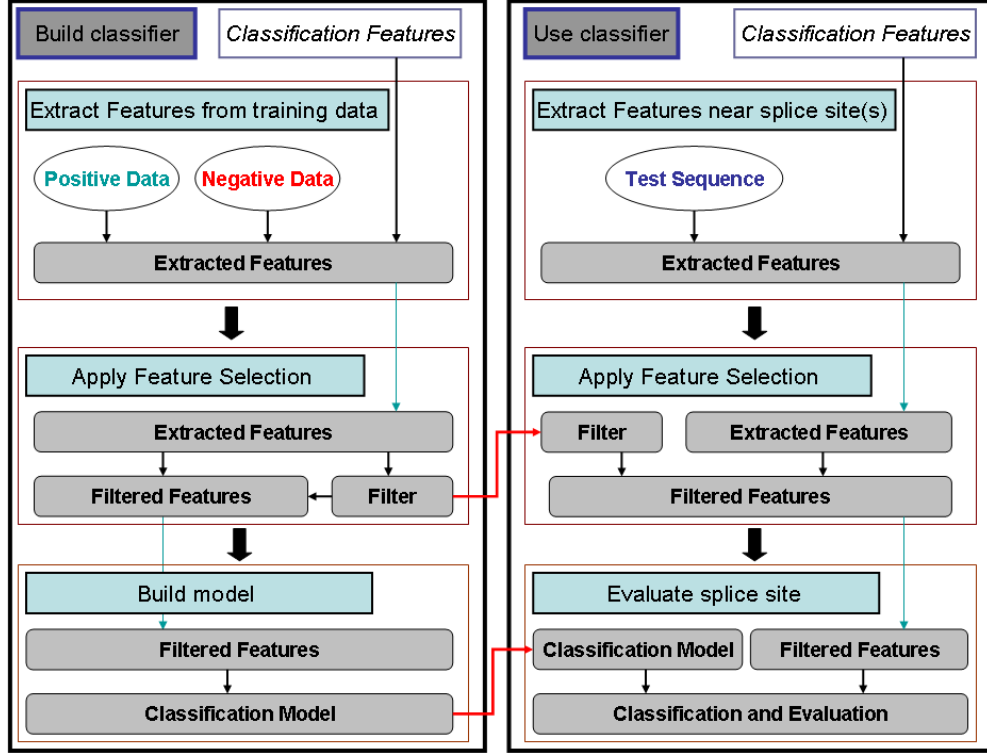 Build classifier
Classification Features
Extract Features from training data
Positive Data
Negative Data
Extracted Features
Apply Feature Selection
Extracted Features
Filtered Features
Filter
Build model
Filtered Features
Classification Model
Use classifier
Classification Features
Extract Features near splice site(s)
Test Sequence
Extracted Features
Apply Feature Selection
Filter
Extracted Features
Filtered Features
Evaluate splice site
Classification Model
Filtered Features
Classification and Evaluation